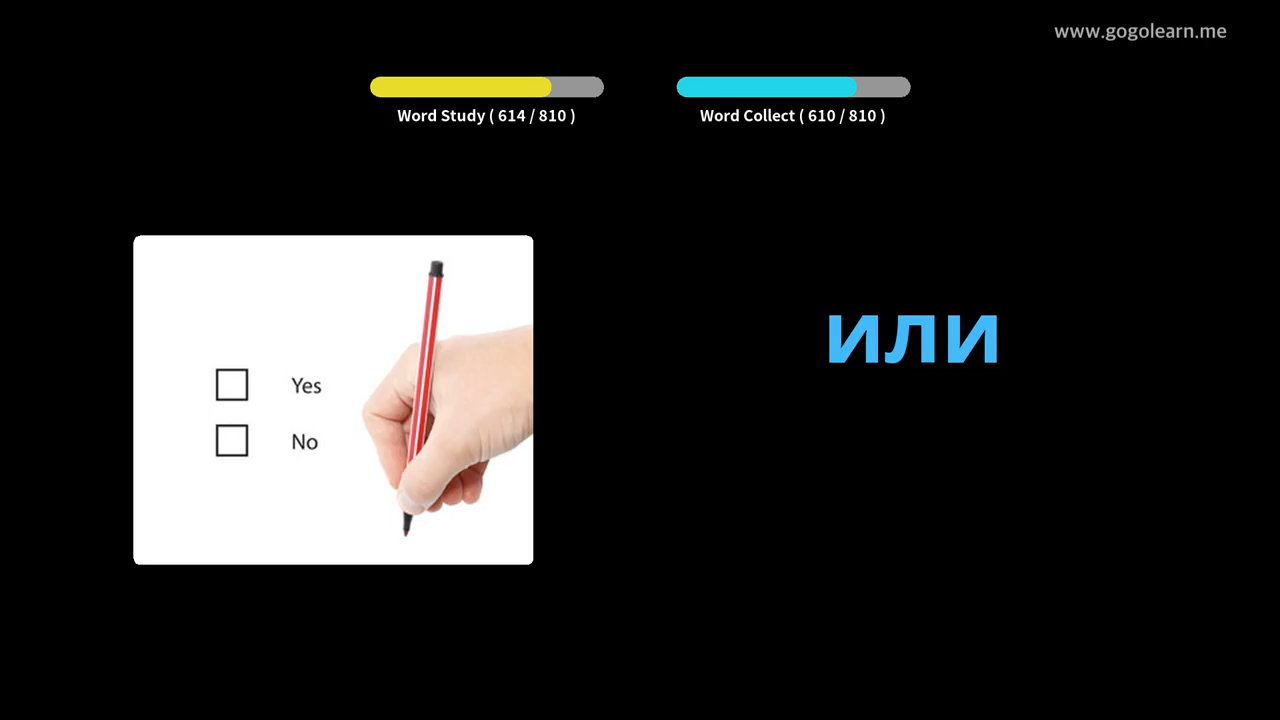 www.gogolearn.me
Word Study ( 614 / 810 )
Word Collect ( 610 / 810 )
Yes
No
или